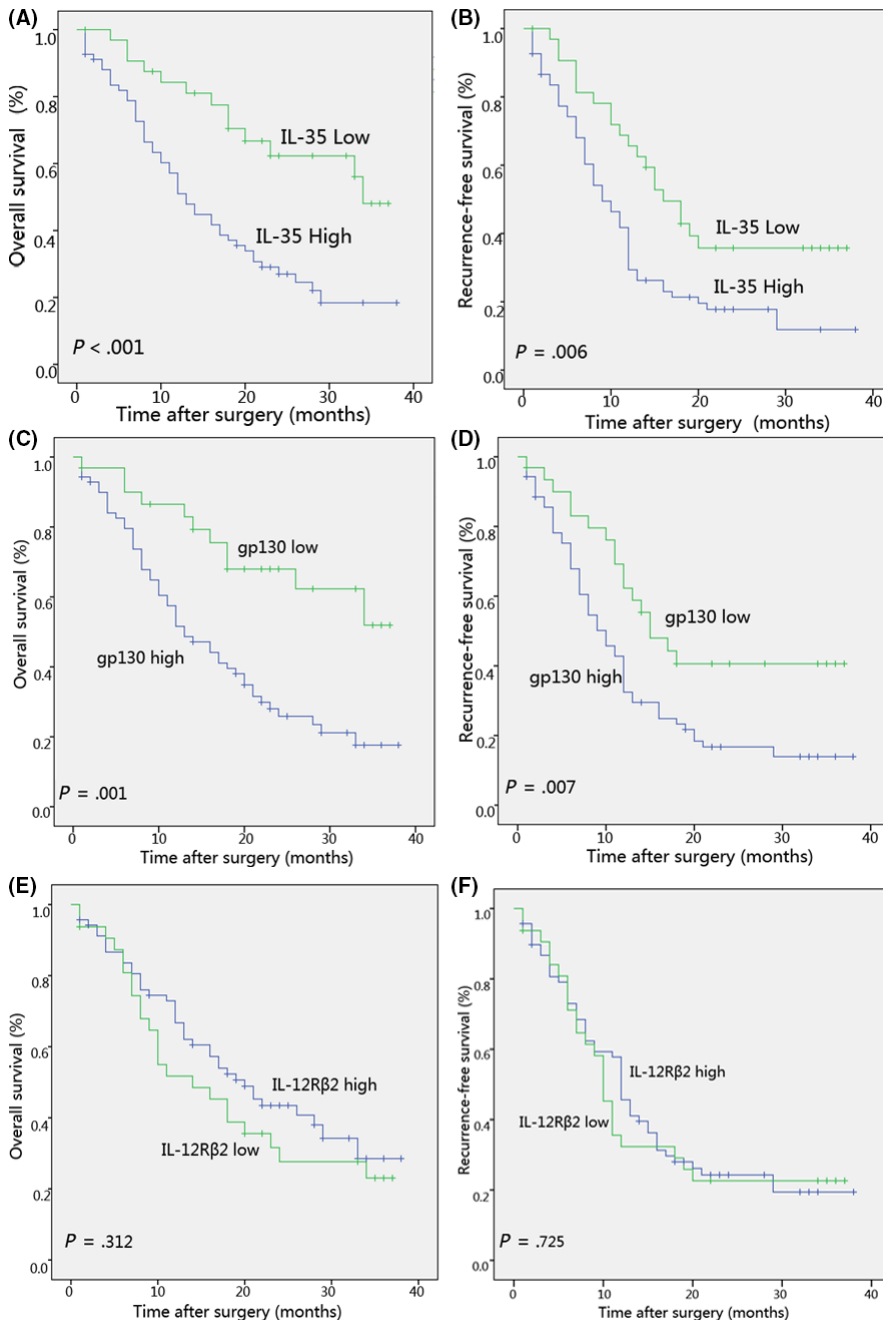 (A)
Overall survival (%)
1.0
0.8
0.6
0.4
0.2
0.0
IL-35 Low
IL-35 High
P < .001
0 10 20 30 40
Time after surgery (months)
(B)
Recurrence-free survival (%)
1.0
0.8
0.6
0.4
0.2
0.0
IL-35 Low
IL-35 High
P = .006
0 10 20 30 40
Time after surgery (months)
(C)
Overall survival (%)
1.0
0.8
0.6
0.4
0.2
0.0
gp130 low
gp130 high
P = .001
0 10 20 30 40
Time after surgery (months)
(D)
Recurrence-free survival (%)
1.0
0.8
0.6
0.4
0.2
0.0
gp130 low
gp130 high
P = .007
0 10 20 30 40
Time after surgery (months)
(E)
Overall survival (%)
1.0
0.8
0.6
0.4
0.2
0.0
IL-12Rβ2 high
IL-12Rβ2 low
P = .312
0 10 20 30 40
Time after surgery (months)
(F)
Recurrence-free survival (%)
1.0
0.8
0.6
0.4
0.2
0.0
IL-12Rβ2 high
IL-12Rβ2 low
P = .725
0 10 20 30 40
Time after surgery (months)